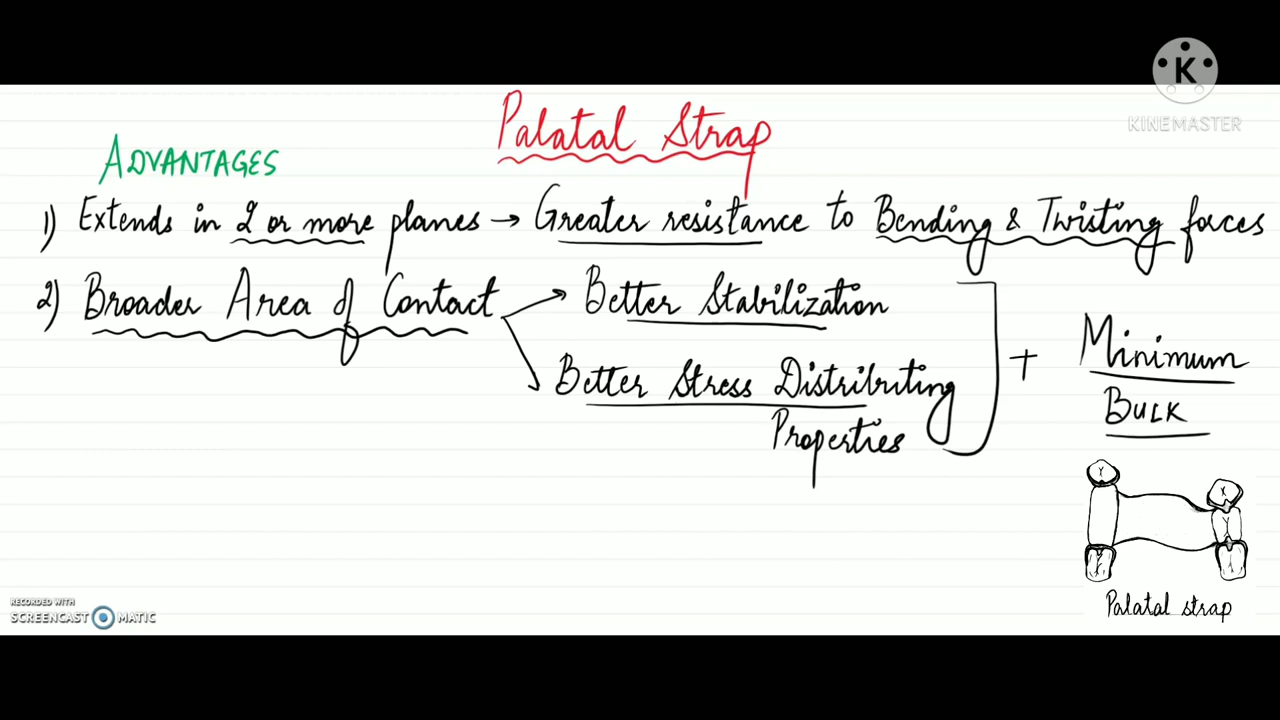 KINEMASTER
Palatal Strap
ADVANTAGES
1) Extends in 2 or more planes → Greater resistance to Bending & Twisting forces
2) Broader Area of Contact → Better Stabilization
Better Stress Distributing
Properties
+ Minimum
BULK
Palatal strap
RECORDED WITH
SCREENCAST MATIC